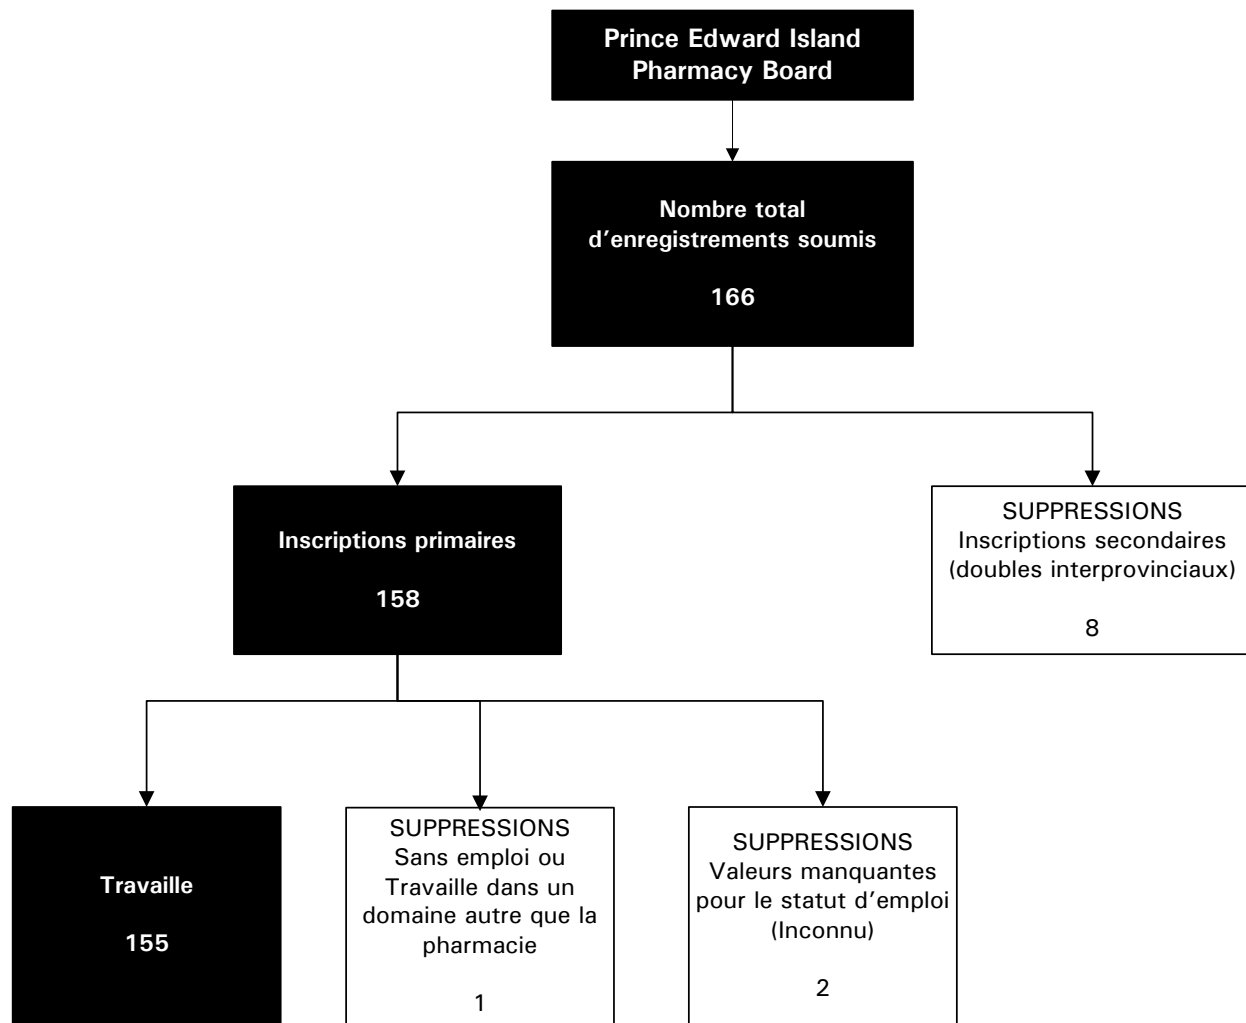 Prince Edward Island
Pharmacy Board
Nombre total
d’enregistrements soumis
166
Inscriptions primaires
158
SUPPRESSIONS
Inscriptions secondaires
(doubles interprovinciaux)
8
Travaille
155
SUPPRESSIONS
Sans emploi ou
Travaille dans un
domaine autre que la
pharmacie
1
SUPPRESSIONS
Valeurs manquantes
pour le statut d’emploi
(Inconnu)
2